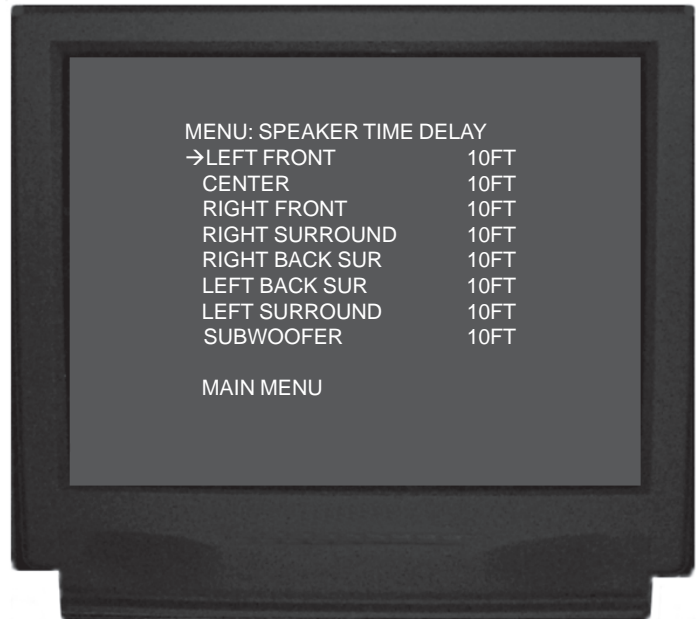 MENU: SPEAKER TIME DELAY
→LEFT FRONT 10FT
CENTER 10FT
RIGHT FRONT 10FT
RIGHT SURROUND 10FT
RIGHT BACK SUR 10FT
LEFT BACK SUR 10FT
LEFT SURROUND 10FT
SUBWOOFER 10FT
MAIN MENU